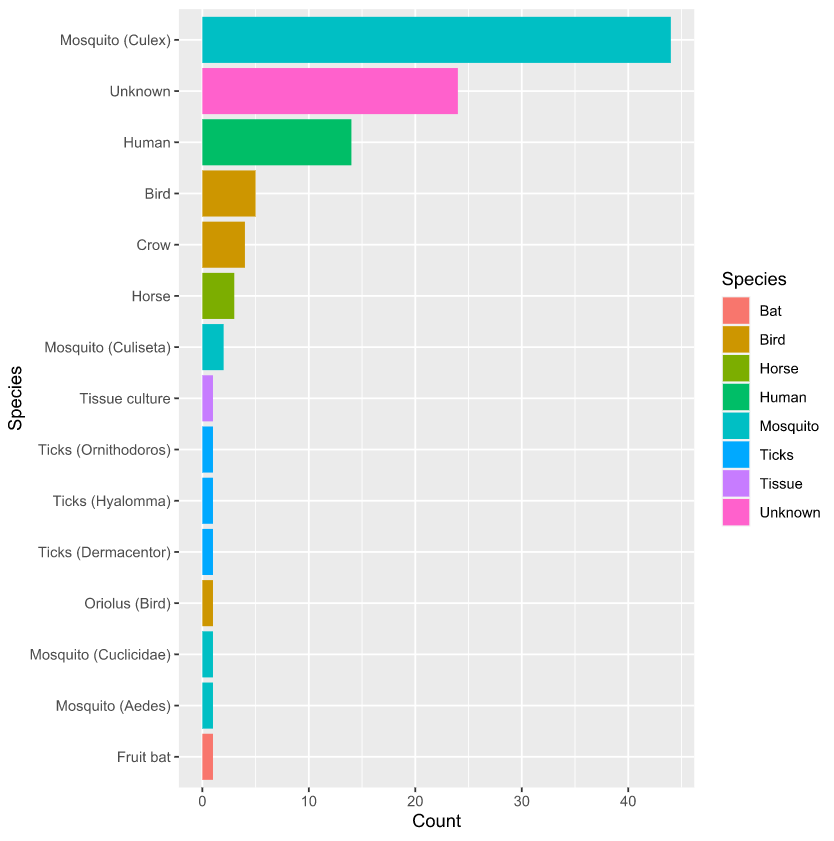 Mosquito (Culex)
Unknown
Human
Bird
Crow
Horse
Mosquito (Culiseta)
Tissue culture
Ticks (Ornithodoros)
Ticks (Hyalomma)
Ticks (Dermacentor)
Oriolus (Bird)
Mosquito (Cuclicidae)
Mosquito (Aedes)
Fruit bat
Species
0 10 20 30 40
Count
Species
Bat
Bird
Horse
Human
Mosquito
Ticks
Tissue
Unknown